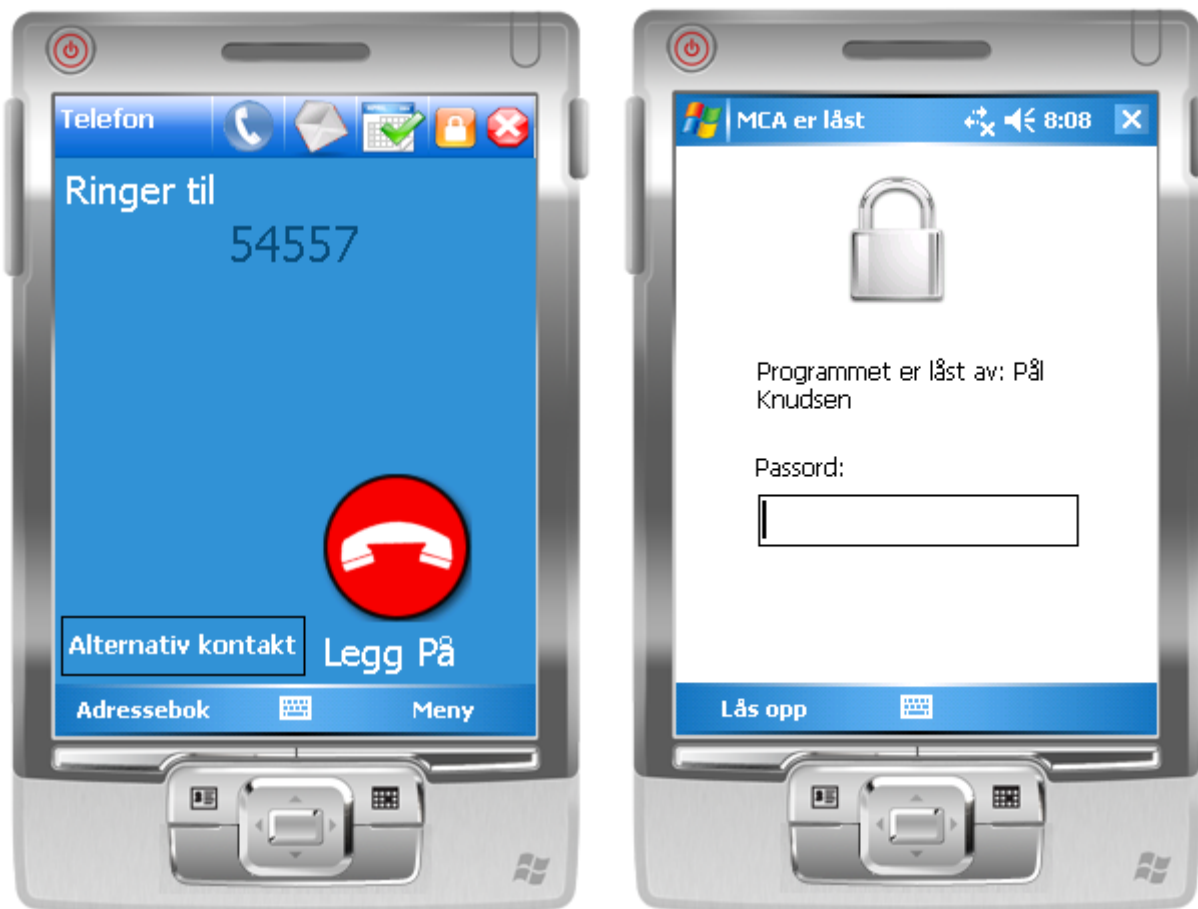 Telefon
Ringer til
54557
Alternativ kontakt
Legg På
Adressebok
Meny
MCA er låst
8:08
Programmet er låst av: Pål
Knudsen
Passord:
Lås opp